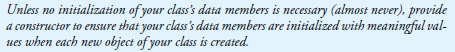 Unless no initialization of your class's data members is necessary (almost never), provide
a constructor to ensure that your class's data members are initialized with meaningful val-
ues when each new object of your class is created.